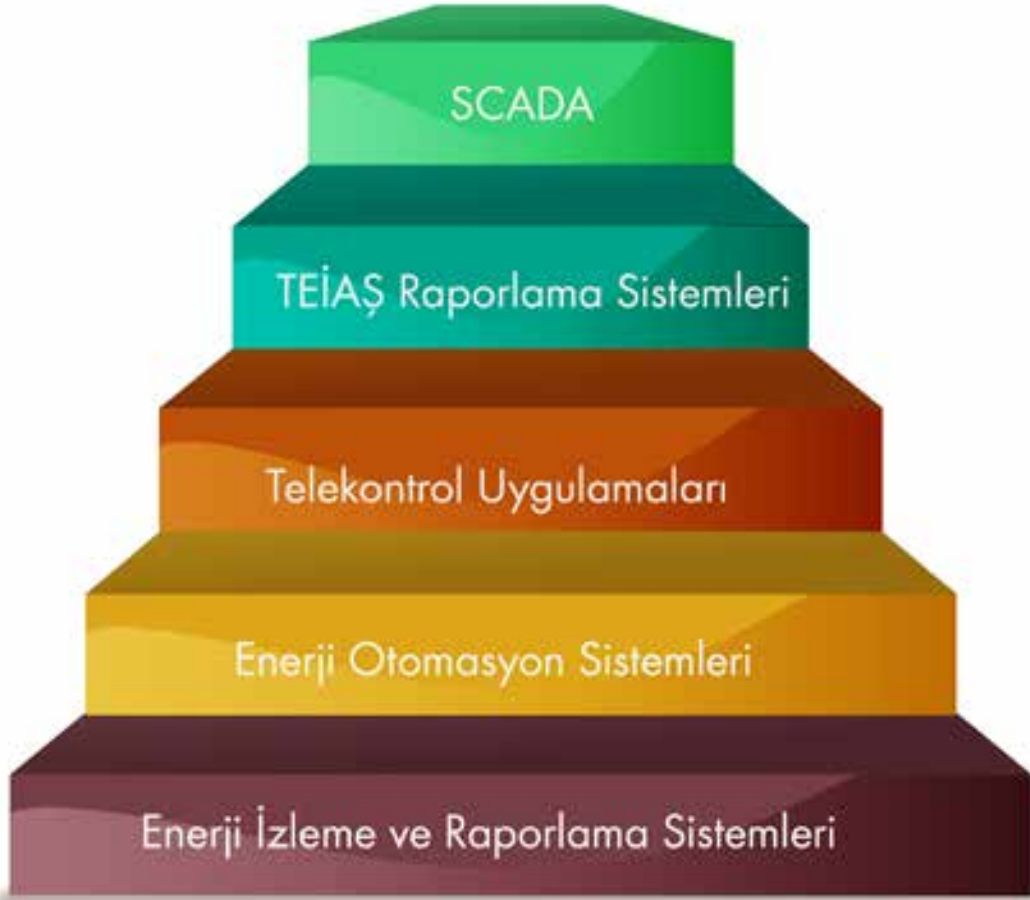 SCADA
TEİAŞ Raporlama Sistemleri
Telekontrol Uygulamaları
Enerji Otomasyon Sistemleri
Enerji İzleme ve Raporlama Sistemleri